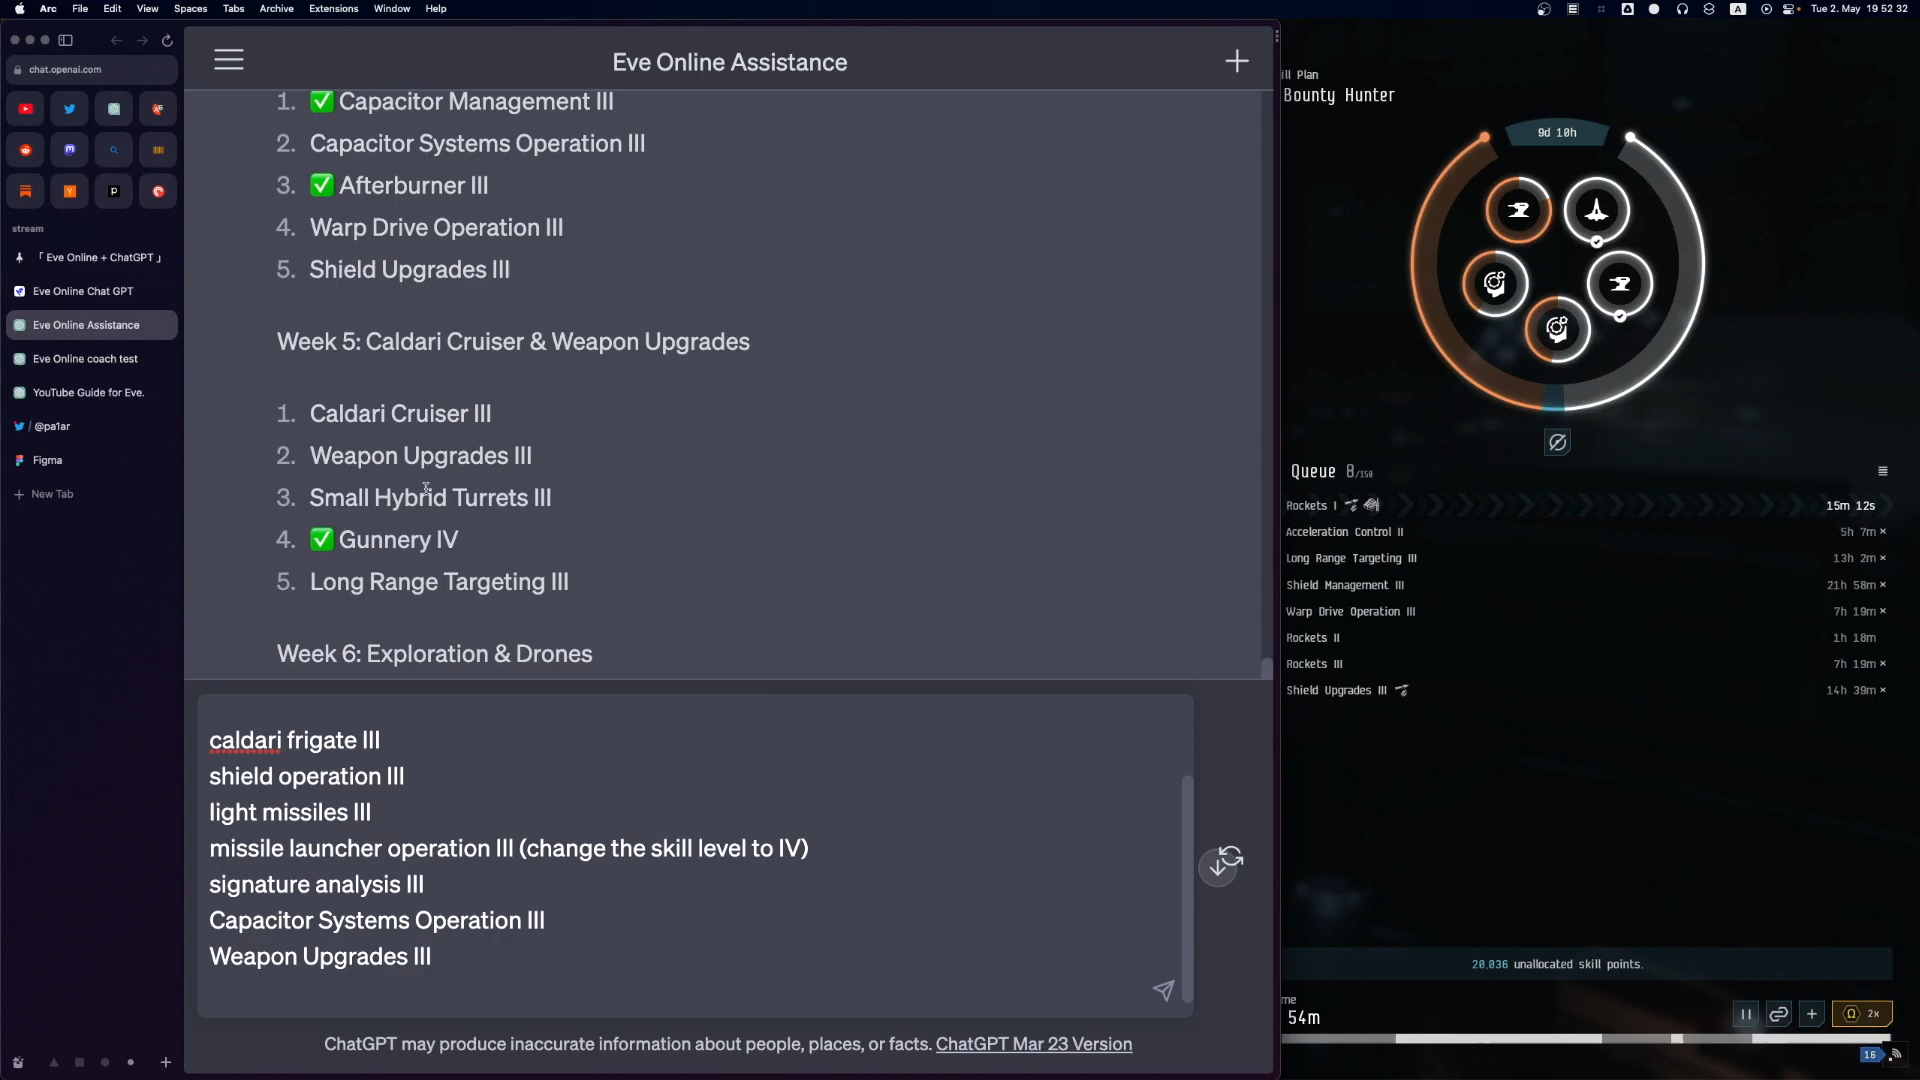 Arc File Edit View Spaces Tabs Archive Extensions Window Help
A
Tue 2. May 19 52 32
chat.openai.com
stream
「 Eve Online + ChatGPT 」
Eve Online Chat GPT
Eve Online Assistance
Eve Online coach test
YouTube Guide for Eve.
/ @pa1ar
Figma
+ New Tab
Eve Online Assistance
1. ✅ Capacitor Management III
2. Capacitor Systems Operation III
3. ✅ Afterburner III
4. Warp Drive Operation III
5. Shield Upgrades III
Week 5: Caldari Cruiser & Weapon Upgrades
1. Caldari Cruiser III
2. Weapon Upgrades III
3. Small Hybrid Turrets III
4. ✅ Gunnery IV
5. Long Range Targeting III
Week 6: Exploration & Drones
caldari frigate III
shield operation III
light missiles III
missile launcher operation III (change the skill level to IV)
signature analysis III
Capacitor Systems Operation III
Weapon Upgrades III
ChatGPT may produce inaccurate information about people, places, or facts. ChatGPT Mar 23 Version
ill Plan
Bounty Hunter
9d 10h
Queue 8/150
Rockets I 15m 12s
Acceleration Control II 5h 7m ×
Long Range Targeting III 13h 2m ×
Shield Management III 21h 58m ×
Warp Drive Operation III 7h 19m ×
Rockets II 1h 18m
Rockets III 7h 19m ×
Shield Upgrades III 14h 39m ×
20,036 unallocated skill points.
me
54m
Ω 2x
16